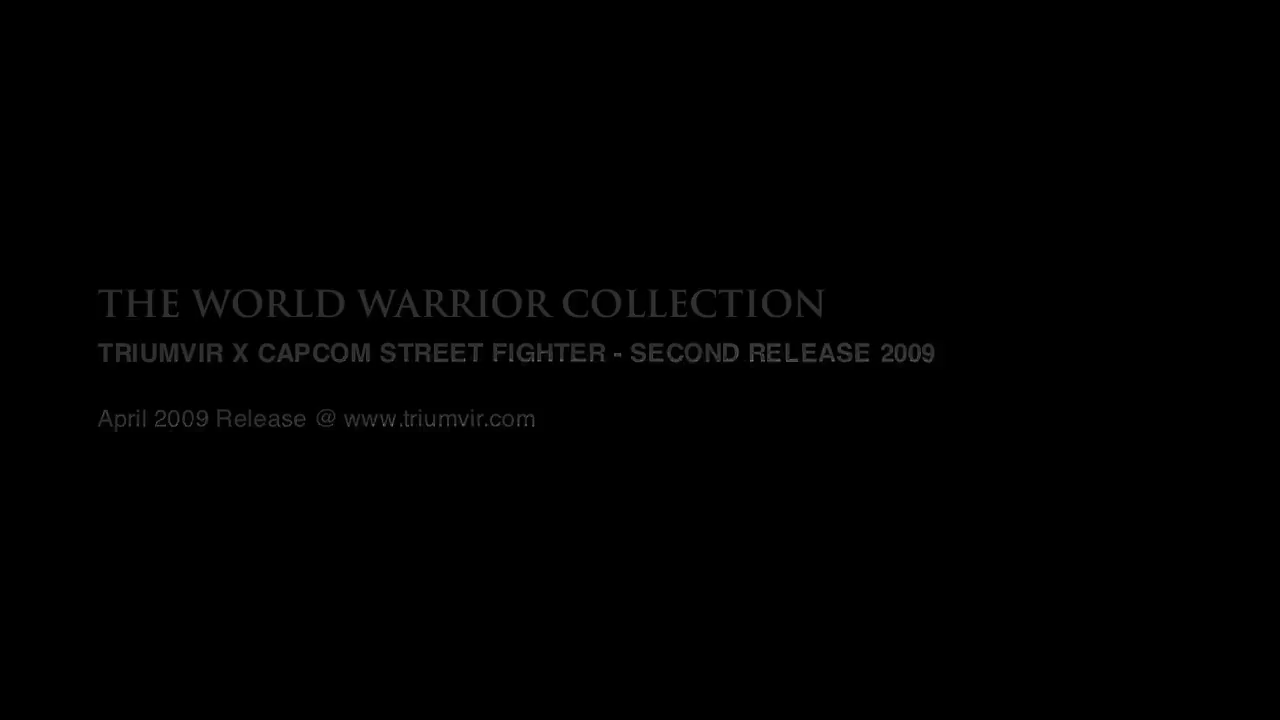 THE WORLD WARRIOR COLLECTION
TRIUMVIR X CAPCOM STREET FIGHTER - SECOND RELEASE 2009
April 2009 Release @ www.triumvir.com